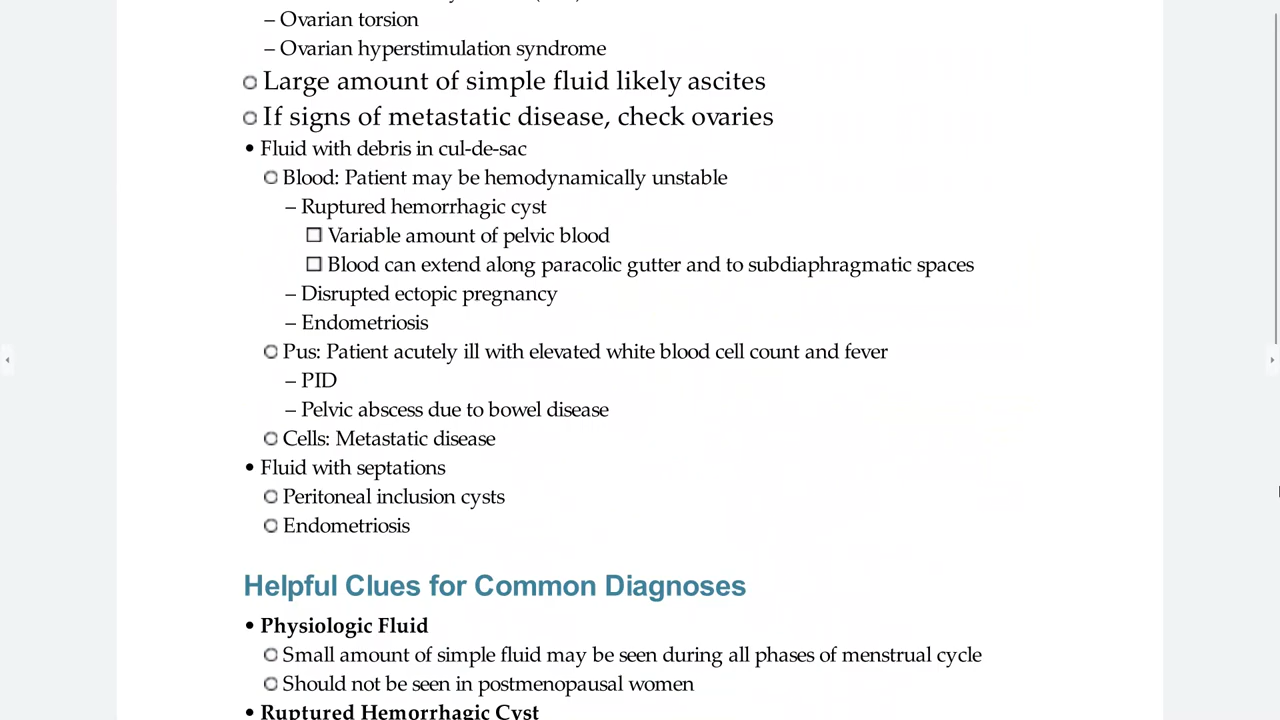 – Ovarian torsion
– Ovarian hyperstimulation syndrome
Large amount of simple fluid likely ascites
If signs of metastatic disease, check ovaries
• Fluid with debris in cul-de-sac
Blood: Patient may be hemodynamically unstable
– Ruptured hemorrhagic cyst
Variable amount of pelvic blood
Blood can extend along paracolic gutter and to subdiaphragmatic spaces
– Disrupted ectopic pregnancy
– Endometriosis
Pus: Patient acutely ill with elevated white blood cell count and fever
– PID
– Pelvic abscess due to bowel disease
Cells: Metastatic disease
• Fluid with septations
Peritoneal inclusion cysts
Endometriosis
Helpful Clues for Common Diagnoses
• Physiologic Fluid
Small amount of simple fluid may be seen during all phases of menstrual cycle
Should not be seen in postmenopausal women
• Ruptured Hemorrhagic Cyst